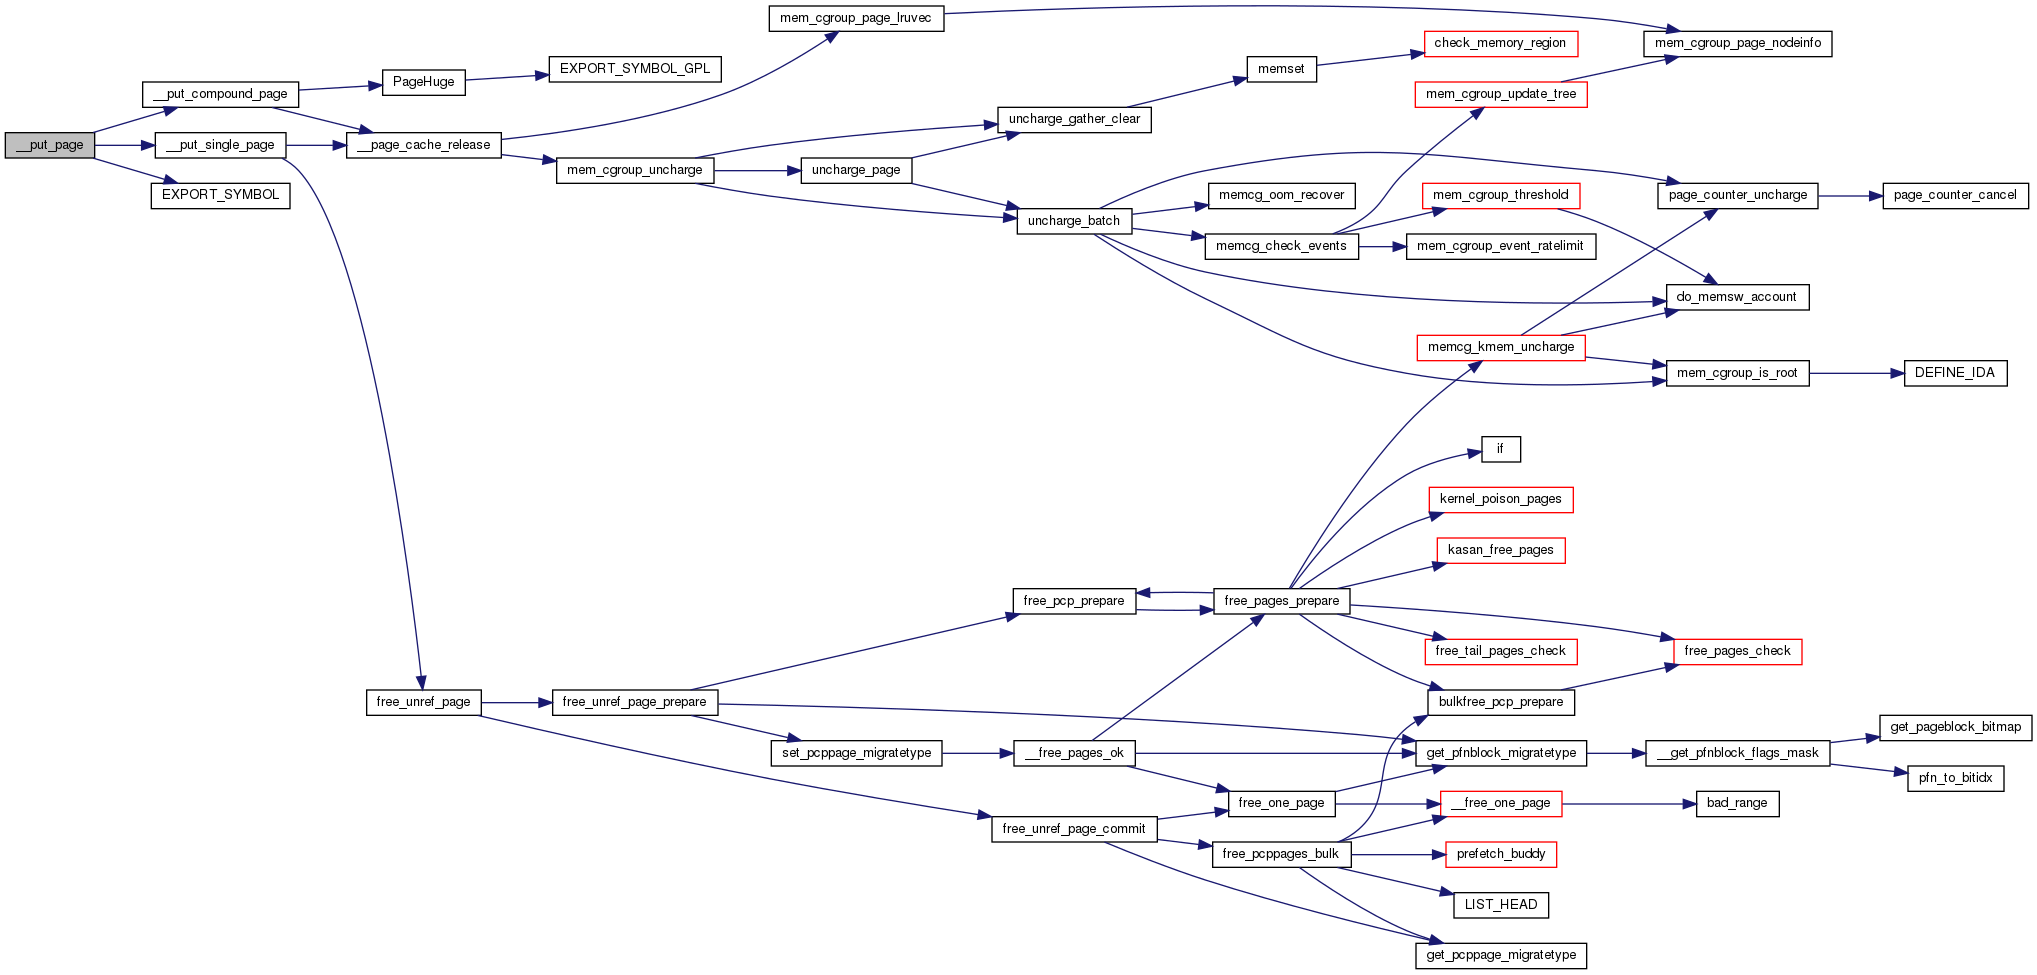 mem_cgroup_page_lruvec
check_memory_region
mem_cgroup_page_nodeinfo
EXPORT_SYMBOL_GPL
memset
PageHuge
__put_compound_page
mem_cgroup_update_tree
uncharge_gather_clear
__put_page
__put_single_page
__page_cache_release
mem_cgroup_uncharge
uncharge_page
EXPORT_SYMBOL
memcg_oom_recover
mem_cgroup_threshold
page_counter_uncharge
page_counter_cancel
uncharge_batch
memcg_check_events
mem_cgroup_event_ratelimit
do_memsw_account
memcg_kmem_uncharge
mem_cgroup_is_root
DEFINE_IDA
if
kernel_poison_pages
kasan_free_pages
free_pcp_prepare
free_pages_prepare
free_tail_pages_check
free_pages_check
free_unref_page
free_unref_page_prepare
bulkfree_pcp_prepare
get_pageblock_bitmap
set_pcppage_migratetype
__free_pages_ok
get_pfnblock_migratetype
__get_pfnblock_flags_mask
pfn_to_bitidx
free_one_page
__free_one_page
bad_range
free_unref_page_commit
free_pcppages_bulk
prefetch_buddy
LIST_HEAD
get_pcppage_migratetype